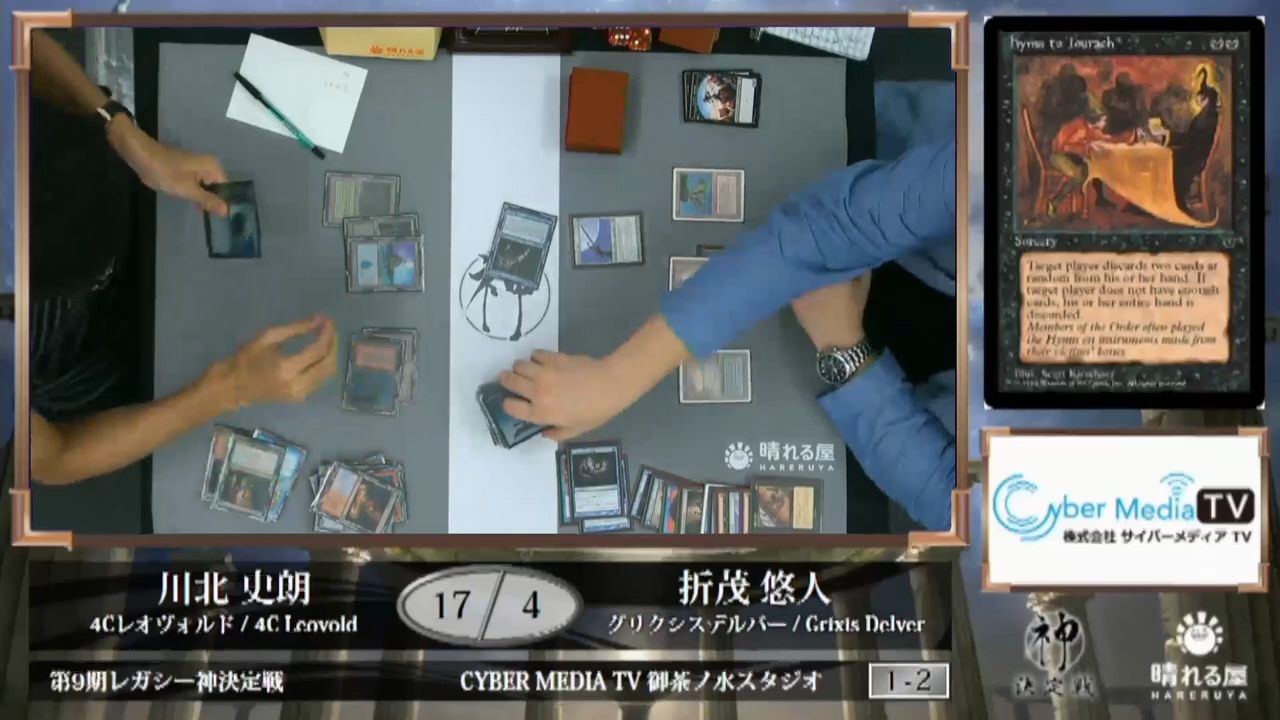 Hymn to Tourach
Sorcery
Target player discards two cards at
random from his or her hand. If
target player does not have enough
cards, his or her entire hand is
discarded.
Members of the Order often played
the Hymn on instruments made from
their victims' bones.
晴れる屋
HARERUYA
Cyber Media TV
株式会社 サイバーメディア TV
川北 史朗
4Cレオヴォルド / 4C Leovold
17 / 4
折茂 悠人
グリクシスデルバー / Grixis Delver
第9期レガシー神決定戦
CYBER MEDIA TV 御茶ノ水スタジオ
1-2
神
決定戦
晴れる屋
HARERUYA